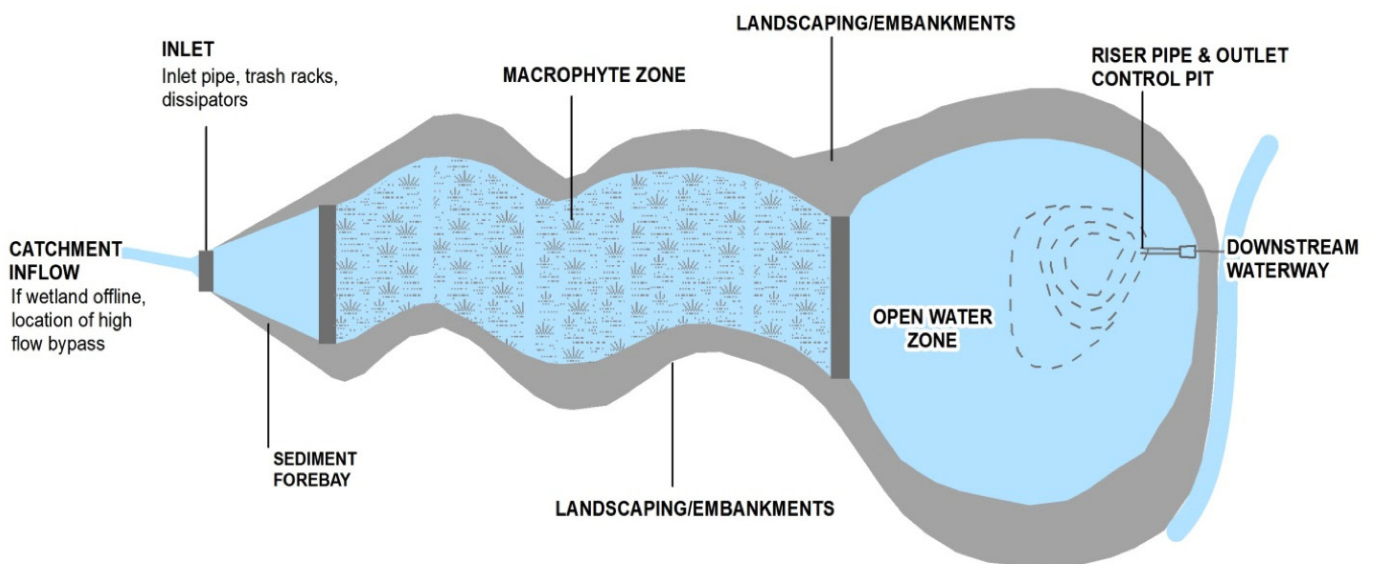 LANDSCAPING/EMBANKMENTS
INLET
Inlet pipe, trash racks,
dissipators
MACROPHYTE ZONE
RISER PIPE & OUTLET
CONTROL PIT
CATCHMENT
INFLOW
If wetland offline,
location of high
flow bypass
DOWNSTREAM
WATERWAY
OPEN WATER
ZONE
SEDIMENT
FOREBAY
LANDSCAPING/EMBANKMENTS